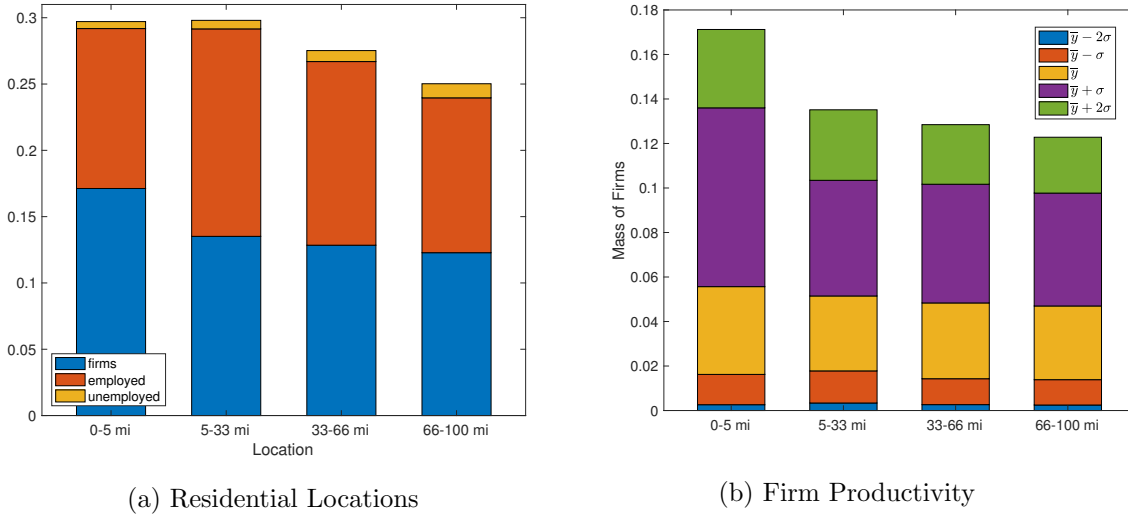 0.3
0.25
0.2
0.15
0.1
0.05
0
firms
employed
unemployed
0-5 mi
5-33 mi
33-66 mi
66-100 mi
Location
(a) Residential Locations
0.18
0.16
0.14
0.12
0.1
0.08
0.06
0.04
0.02
0
Mass of Firms
y̅ − 2σ
y̅ − σ
y̅
y̅ + σ
y̅ + 2σ
0-5 mi
5-33 mi
33-66 mi
66-100 mi
(b) Firm Productivity